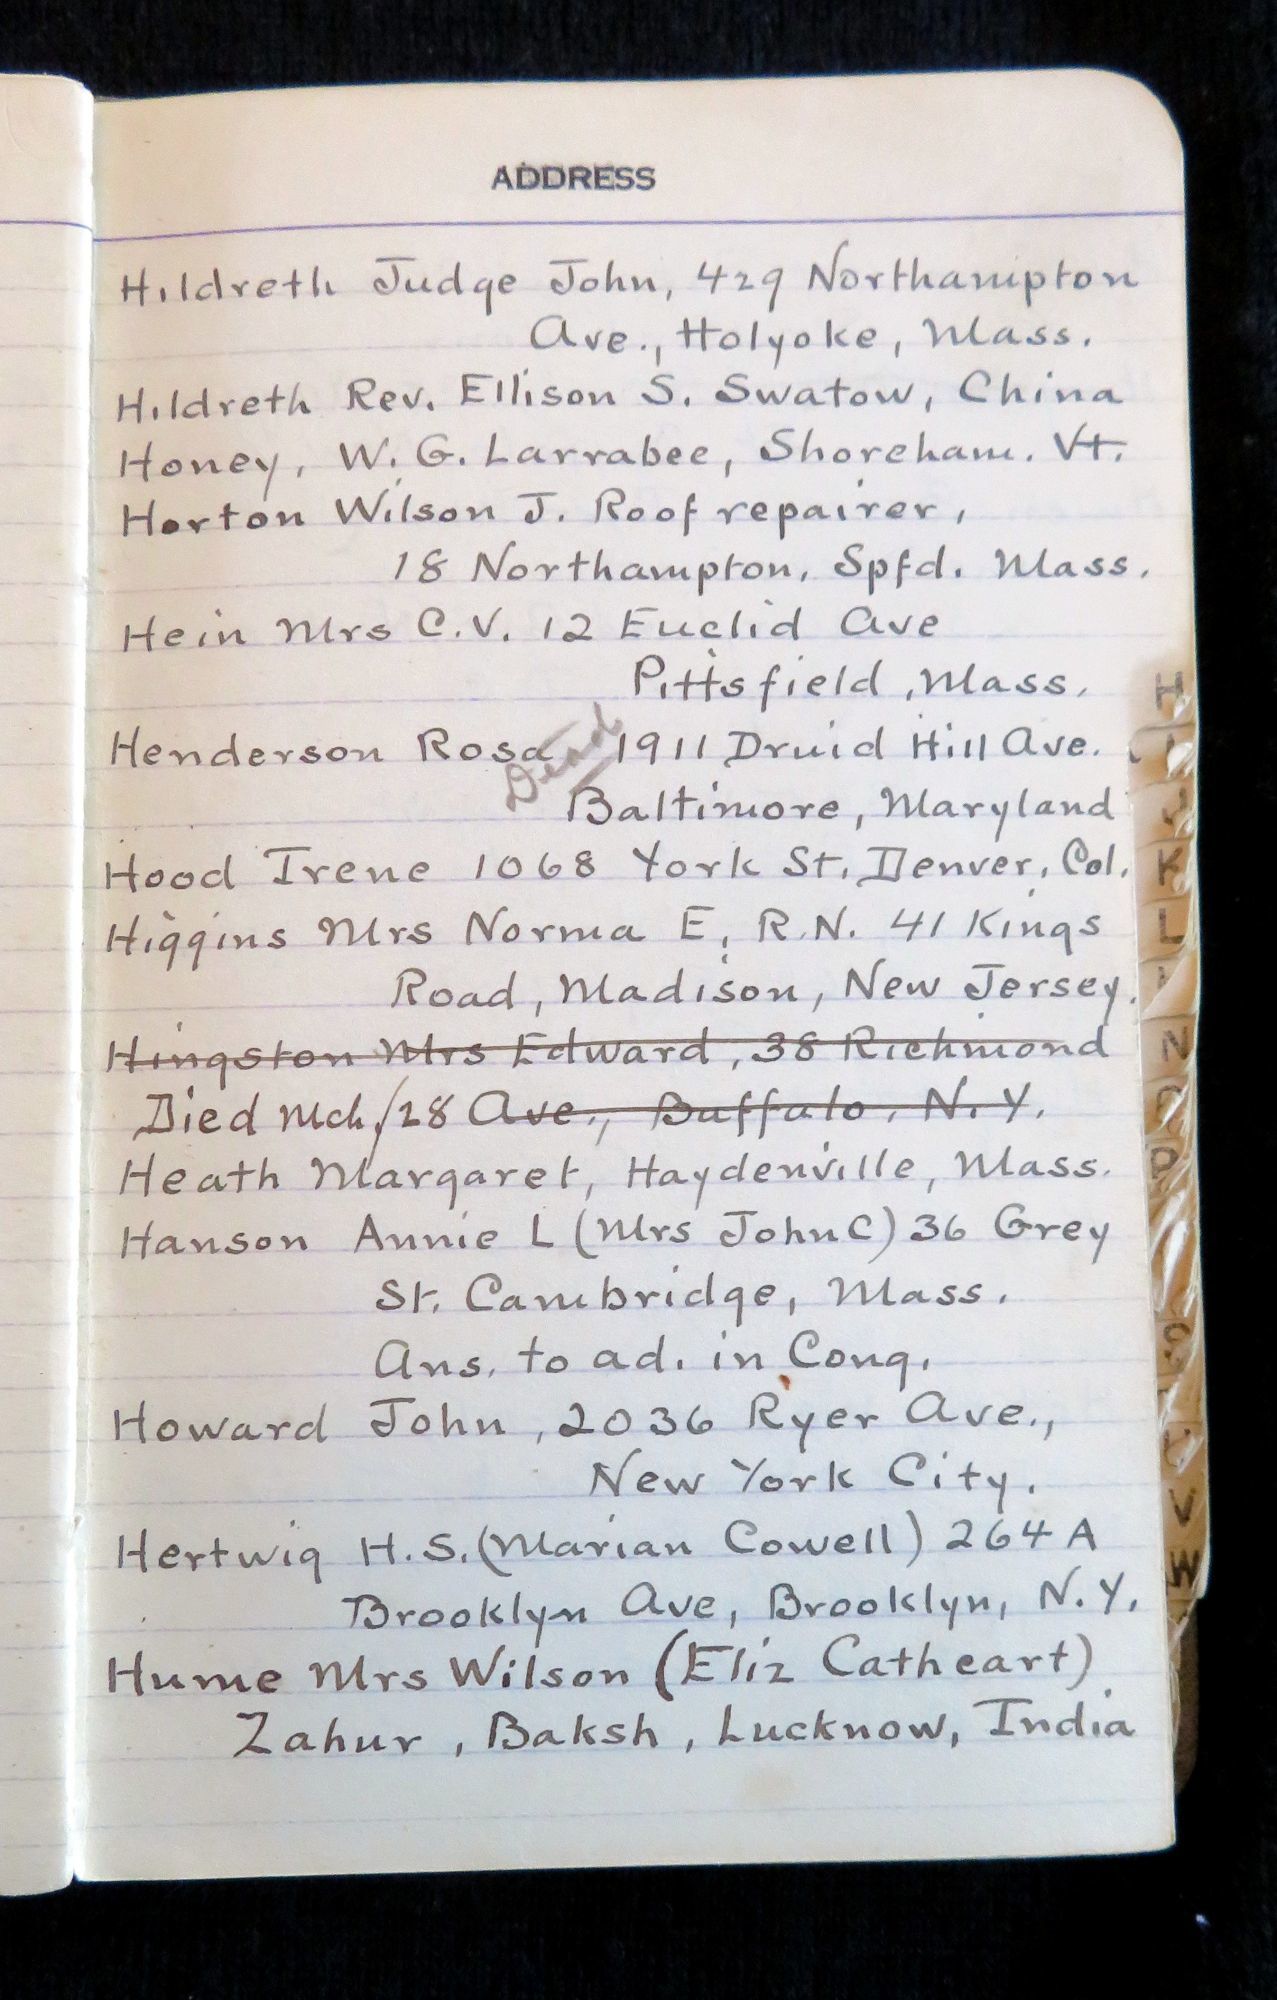 ADDRESS
Hildreth Judge John, 429 Northampton
Ave., Holyoke, Mass.
Hildreth Rev. Ellison S. Swatow, China
Honey, W. G. Larrabee, Shoreham. Vt.
Horton Wilson J. Roof repairer,
18 Northampton, Spfd. Mass.
Hein Mrs C.V. 12 Euclid Ave
Pittsfield, Mass.
Henderson Rosa Dead 1911 Druid Hill Ave.
Baltimore, Maryland
Hood Irene 1068 York St. Denver, Col.
Higgins Mrs Norma E, R.N. 41 Kings
Road, Madison, New Jersey.
Hingston Mrs Edward, 38 Richmond
Died Mch/28 Ave., Buffalo, N.Y.
Heath Margaret, Haydenville, Mass.
Hanson Annie L (Mrs John C) 36 Grey
St. Cambridge, Mass.
Ans. to ad. in Cong.
Howard John, 2036 Ryer Ave.,
New York City.
Hertwig H.S. (Marian Cowell) 264 A
Brooklyn Ave, Brooklyn, N.Y.
Hume Mrs Wilson (Eliz Catheart)
Zahur, Baksh, Lucknow, India
H
I
J
K
L
N
O
P
V
W